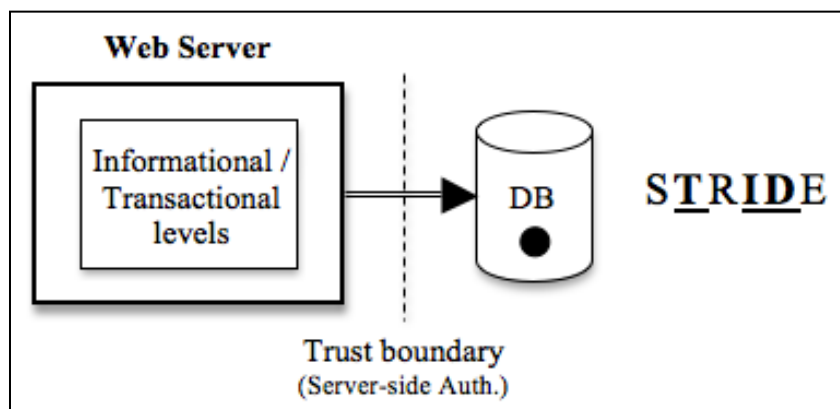 Web Server
Informational /
Transactional
levels
DB
STRIDE
Trust boundary
(Server-side Auth.)